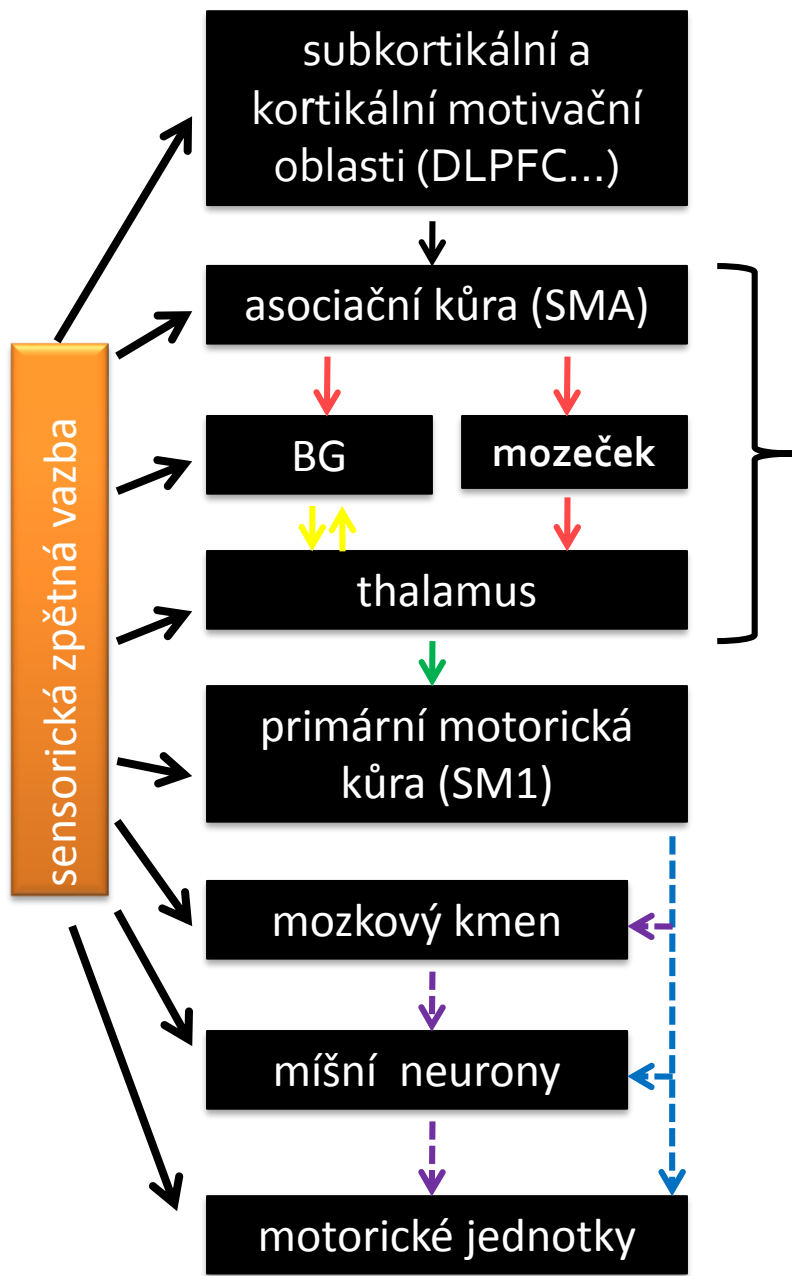 subkortikální a
kortikální motivační
oblasti (DLPFC...)
asociační kůra (SMA)
BG
mozeček
thalamus
primární motorická
kůra (SM1)
mozkový kmen
míšní  neurony
motorické jednotky
sensorická zpětná vazba